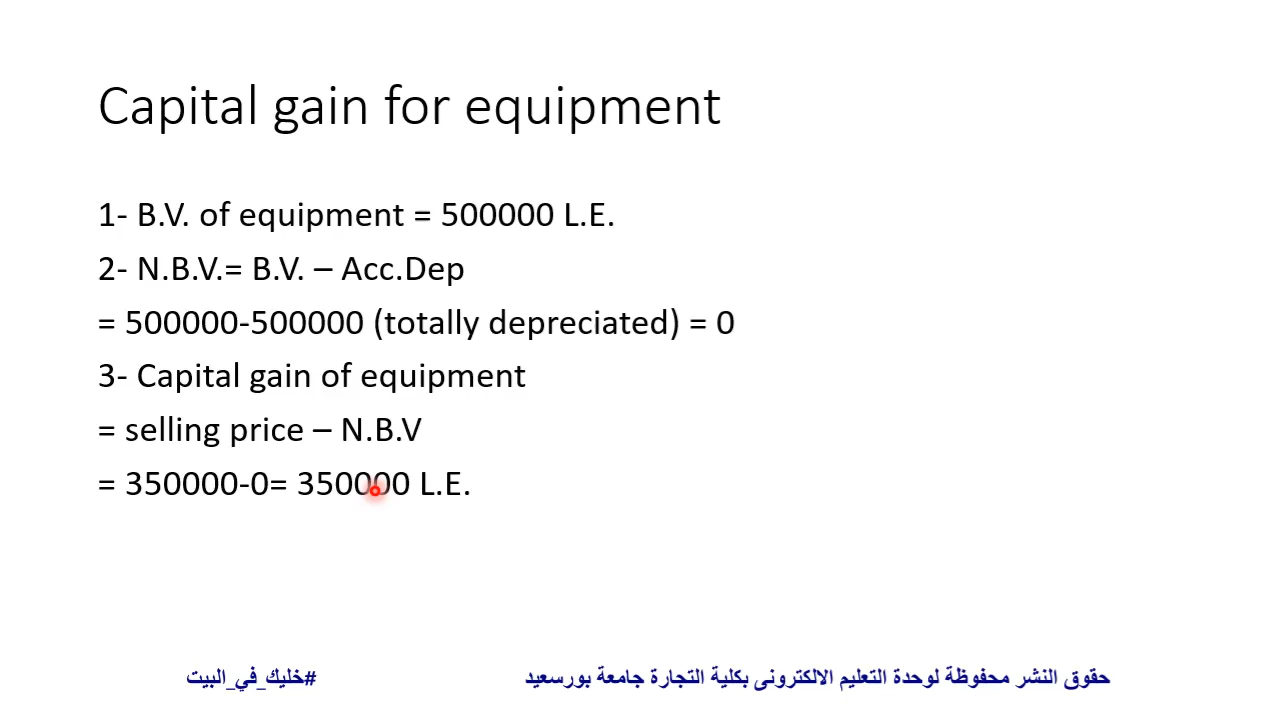 Capital gain for equipment
1- B.V. of equipment = 500000 L.E.
2- N.B.V.= B.V. – Acc.Dep
= 500000-500000 (totally depreciated) = 0
3- Capital gain of equipment
= selling price – N.B.V
= 350000-0= 350000 L.E.
حقوق النشر محفوظة لوحدة التعليم الالكترونى بكلية التجارة جامعة بورسعيد
#خليك_في_البيت